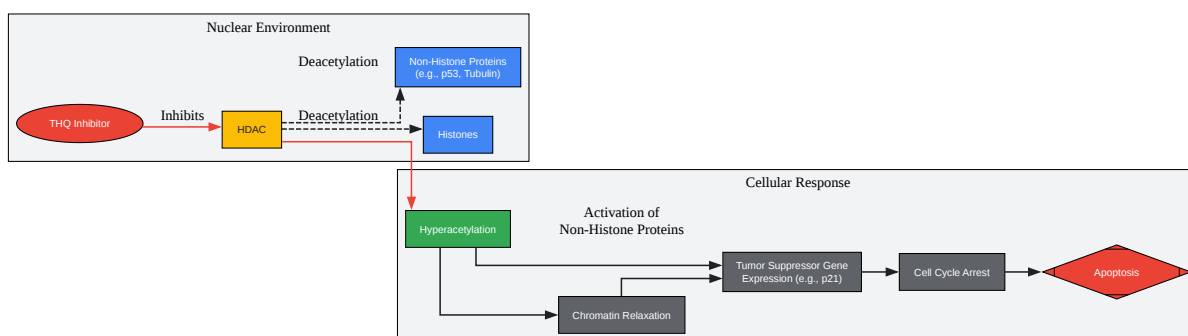 Nuclear Environment
Deacetylation
Non-Histone Proteins
(e.g., p53, Tubulin)
THQ Inhibitor
Inhibits
HDAC
Deacetylation
Histones
Cellular Response
Hyperacetylation
Activation of
Non-Histone Proteins
Tumor Suppressor Gene
Expression (e.g., p21)
Cell Cycle Arrest
Apoptosis
Chromatin Relaxation